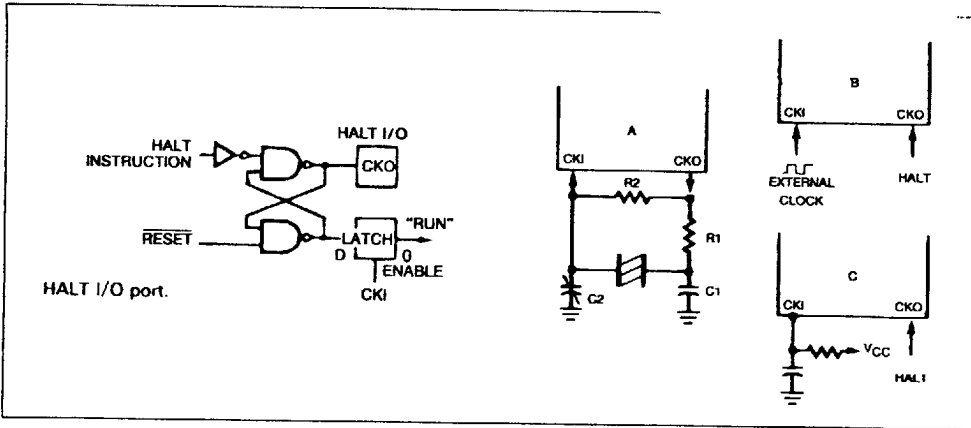 HALT
INSTRUCTION
HALT I/O
CKO
RESET
LATCH
"RUN"
D
0
ENABLE
CKI
HALT I/O port.
A
CKI
CKO
R2
R1
C2
C1
B
CKI
CKO
EXTERNAL
CLOCK
HALT
C
CKI
CKO
VCC
HALT